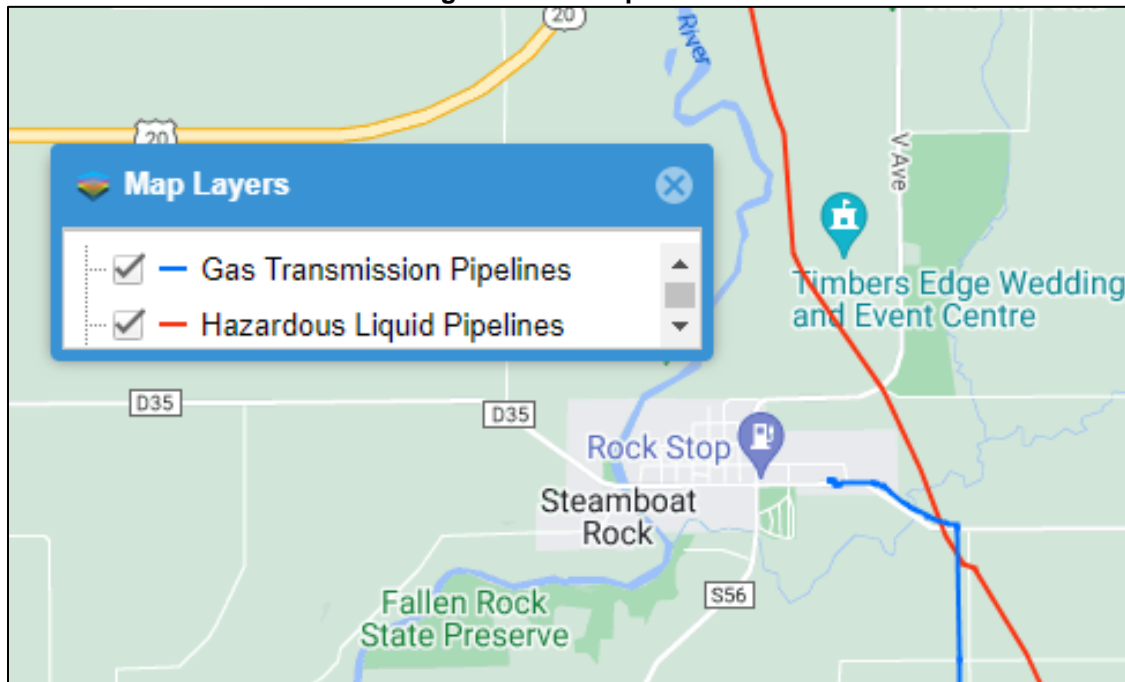 20
River
20
V Ave
Map Layers
Gas Transmission Pipelines
Hazardous Liquid Pipelines
Timbers Edge Wedding
and Event Centre
D35
D35
Rock Stop
Steamboat
Rock
S56
Fallen Rock
State Preserve